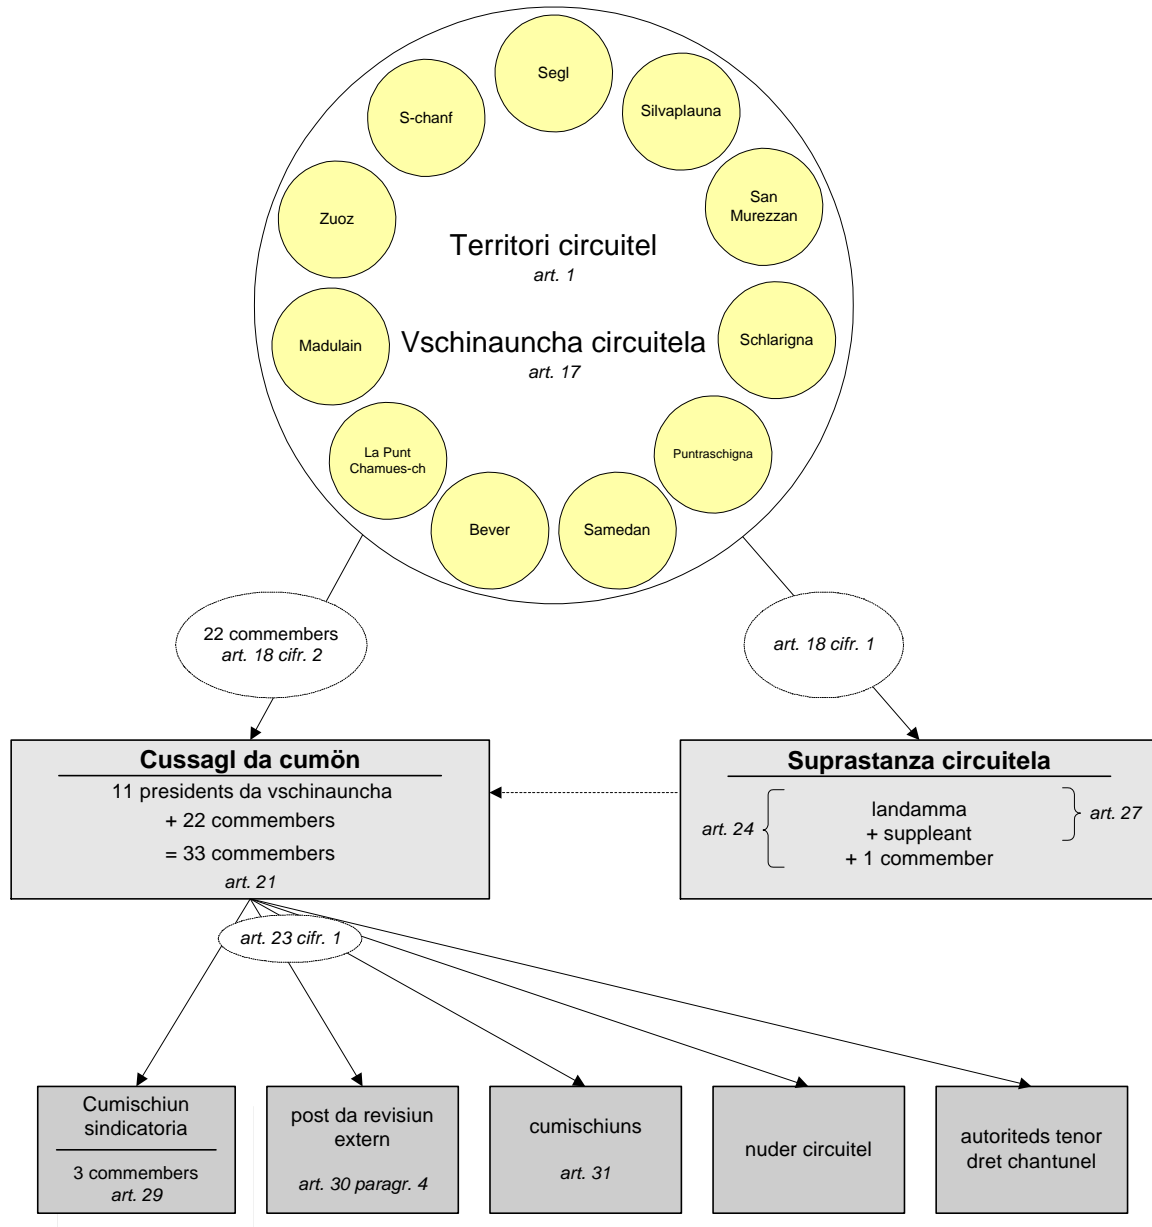 Segl
Silvaplauna
S-chanf
San
Murezzan
Zuoz
Territori circuitel
art. 1
Madulain
Vschinauncha circuitela
art. 17
Schlarigna
La Punt
Chamues-ch
Puntraschigna
Bever
Samedan
22 commembers
art. 18 cifr. 2
art. 18 cifr. 1
Cussagl da cumön
11 presidents da vschinauncha
+ 22 commembers
= 33 commembers
art. 21
Suprastanza circuitela
art. 24
landamma
+ suppleant
+ 1 commember
art. 27
art. 23 cifr. 1
Cumischiun
sindicatoria
3 commembers
art. 29
post da revisiun
extern
art. 30 paragr. 4
cumischiuns
art. 31
nuder circuitel
autoriteds tenor
dret chantunel